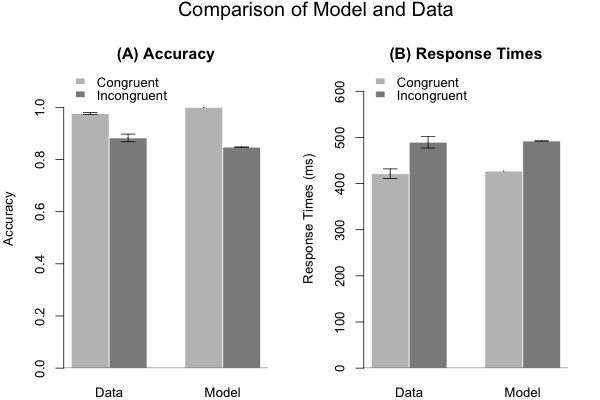 Comparison of Model and Data
(A) Accuracy
Congruent
Incongruent
Accuracy
1.0
0.8
0.6
0.4
0.2
0.0
Data
Model
(B) Response Times
Congruent
Incongruent
Response Times (ms)
600
500
400
300
200
100
0
Data
Model